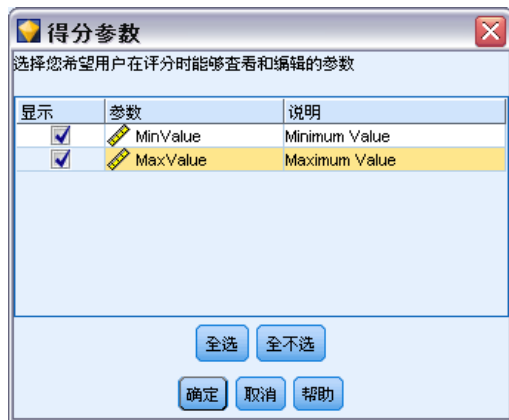 得分参数
选择您希望用户在评分时能够查看和编辑的参数
显示 参数 说明
MinValue Minimum Value
MaxValue Maximum Value
全选 全不选
确定 取消 帮助